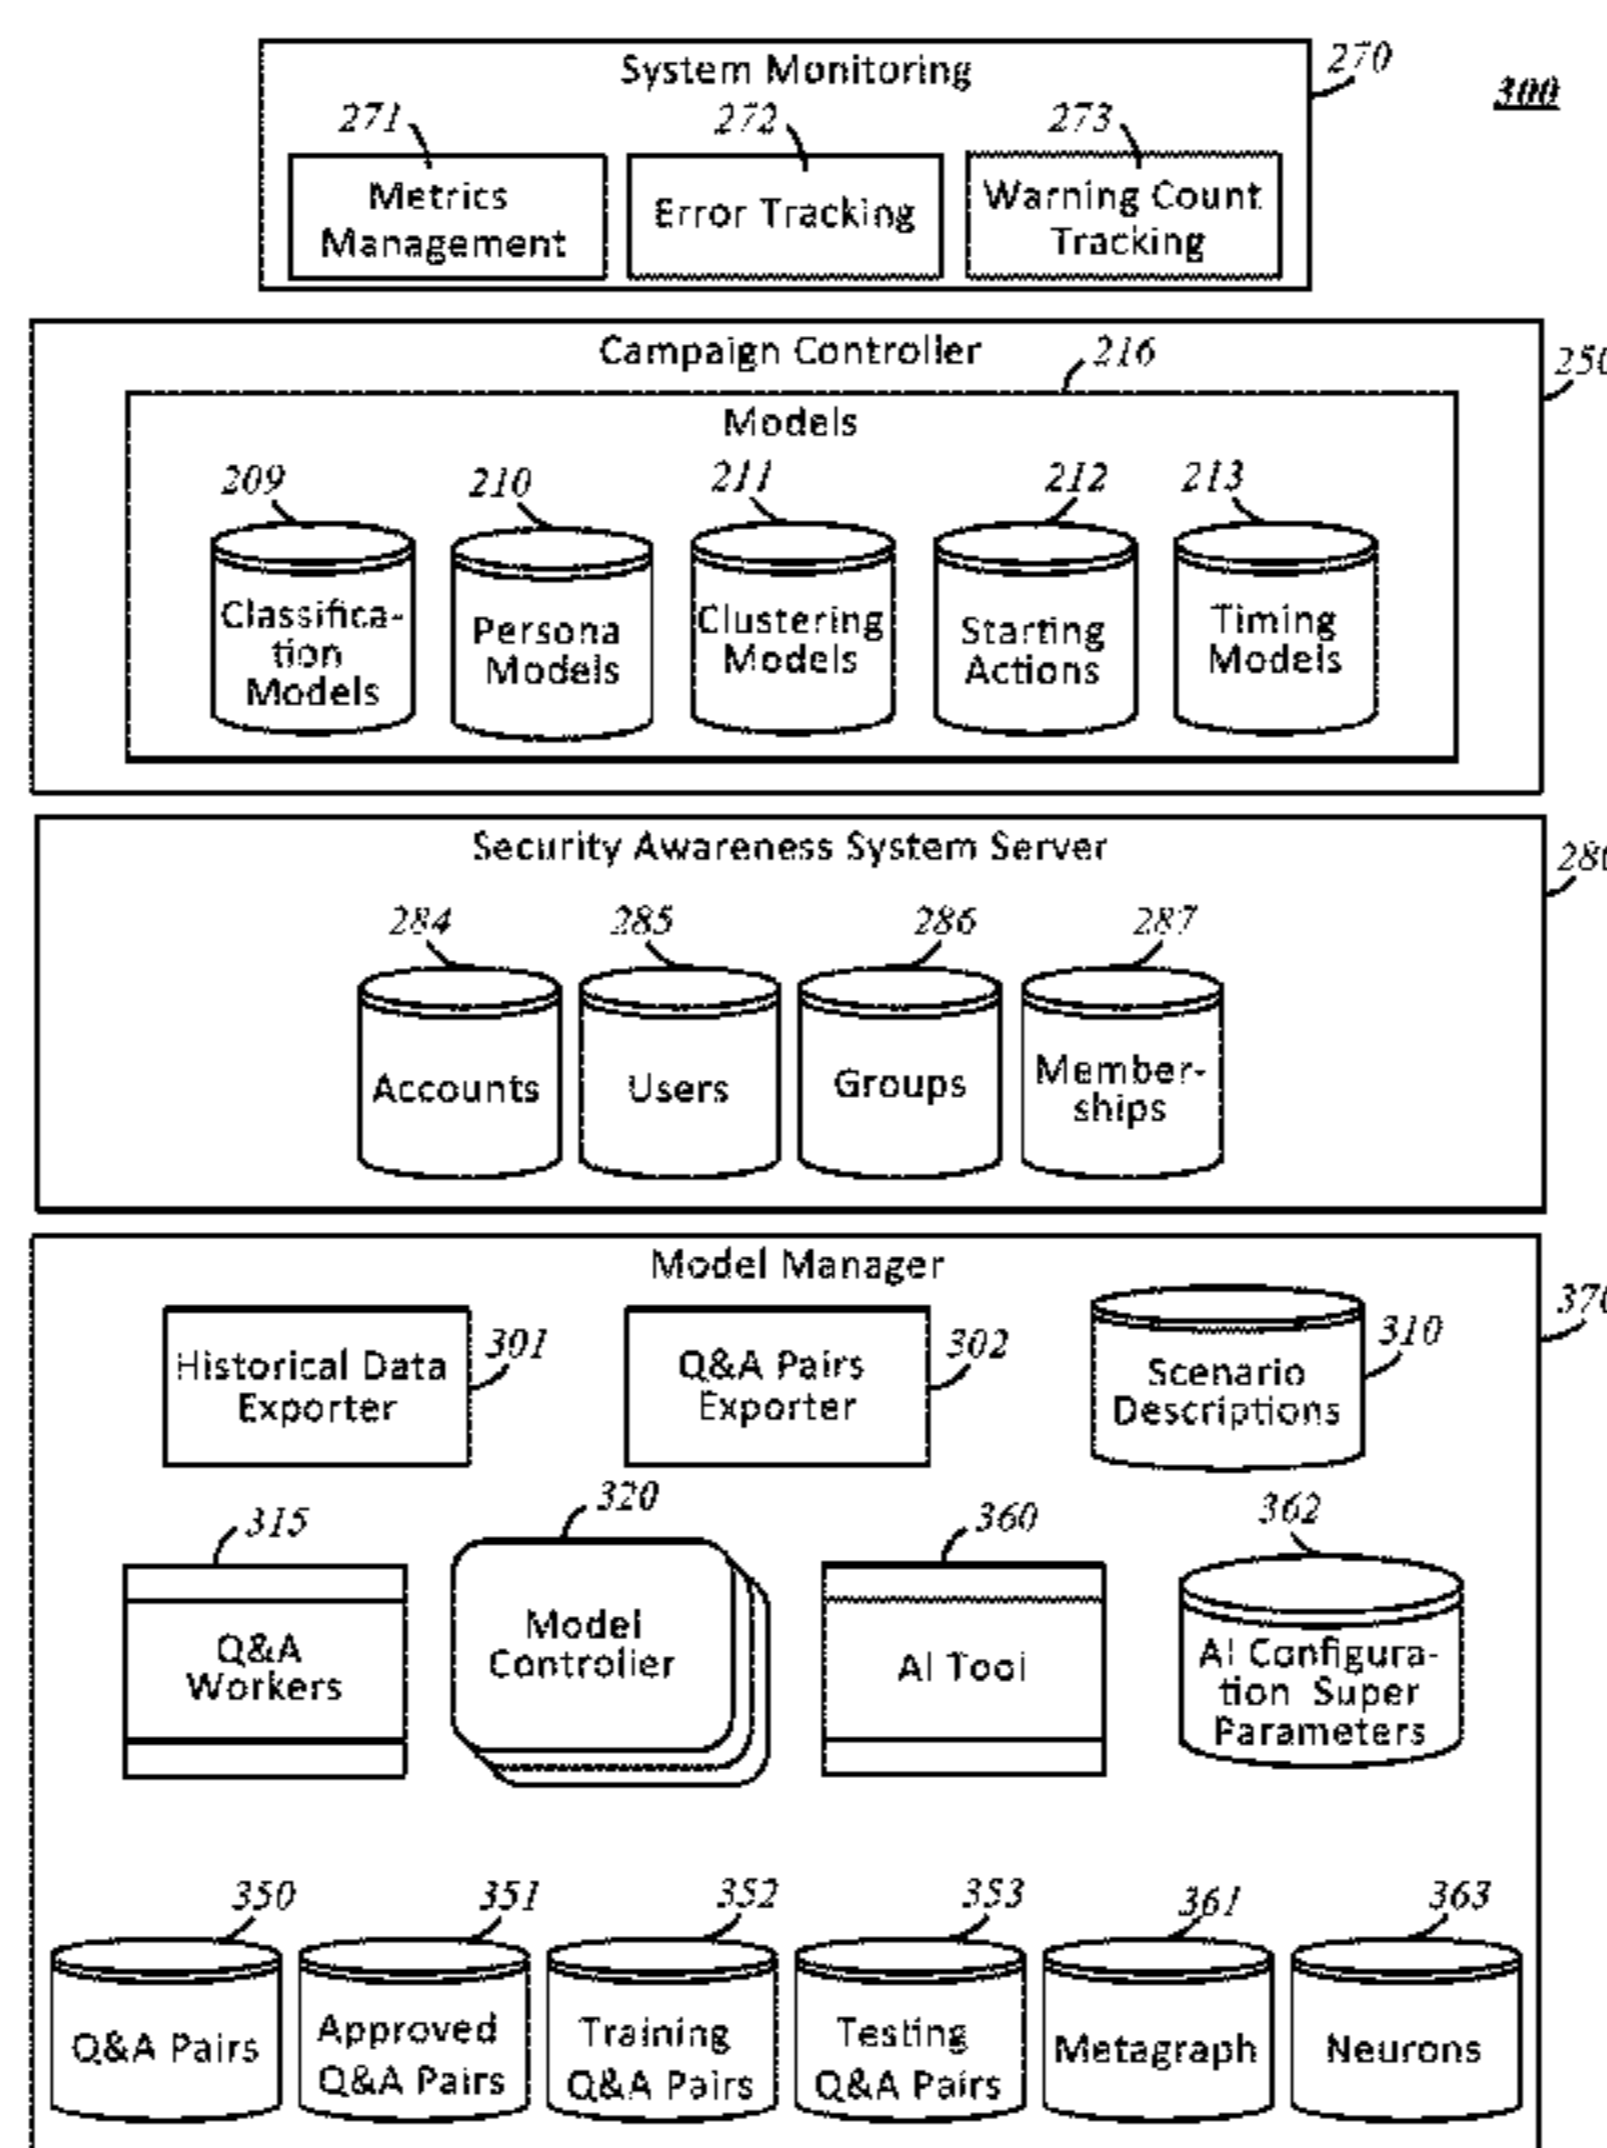 System Monitoring
270
300
271
272
273
Metrics
Management
Error Tracking
Warning Count
Tracking
Campaign Controller
216
250
Models
209
210
211
212
213
Classifica-
tion
Models
Persona
Models
Clustering
Models
Starting
Actions
Timing
Models
Security Awareness System Server
280
284
285
286
287
Accounts
Users
Groups
Member-
ships
Model Manager
370
Historical Data
Exporter
301
Q&A Pairs
Exporter
302
Scenario
Descriptions
310
315
320
360
362
Q&A
Workers
Model
Controller
AI Tool
AI Configura-
tion Super
Parameters
350
351
352
353
361
363
Q&A Pairs
Approved
Q&A Pairs
Training
Q&A Pairs
Testing
Q&A Pairs
Metagraph
Neurons